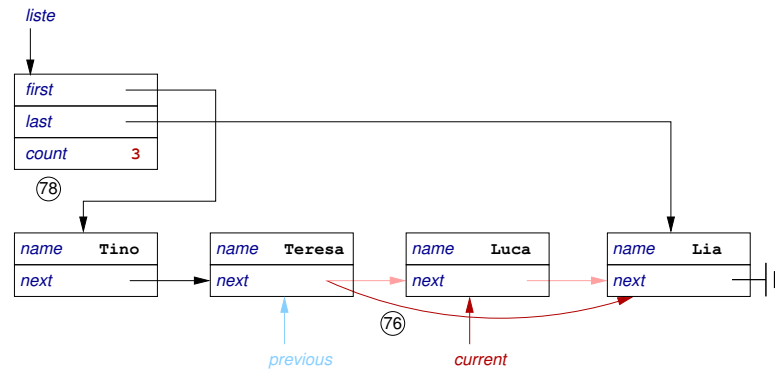 liste
first
last
count 3
78
name Tino
next
name Teresa
next
name Luca
next
name Lia
next
76
previous
current